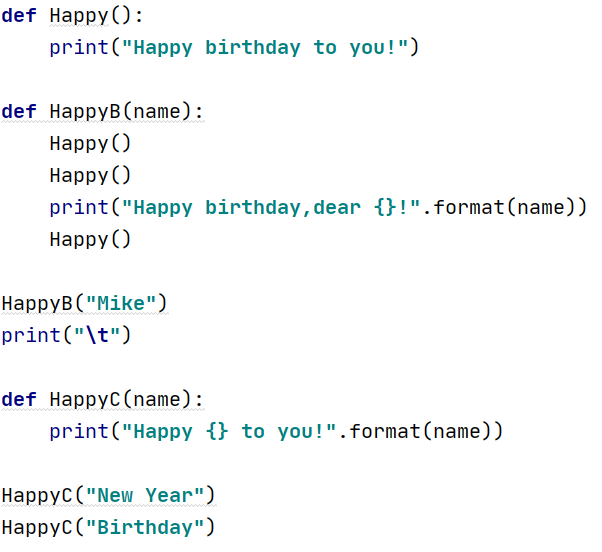 def Happy():
    print("Happy birthday to you!")

def HappyB(name):
    Happy()
    Happy()
    print("Happy birthday,dear {}!".format(name))
    Happy()

HappyB("Mike")
print("\t")

def HappyC(name):
    print("Happy {} to you!".format(name))

HappyC("New Year")
HappyC("Birthday")